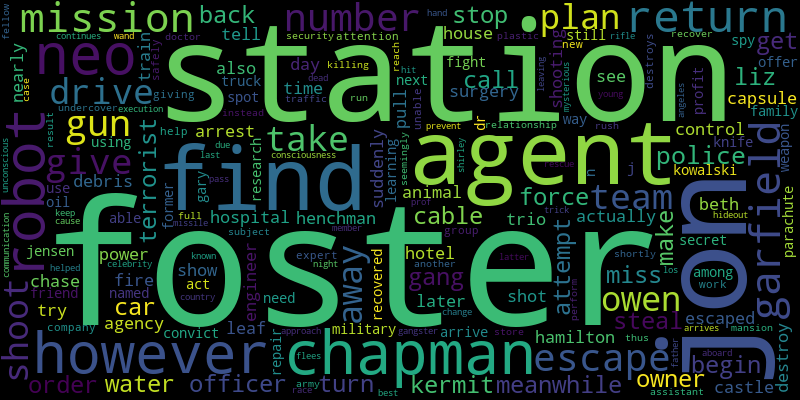 fellow continues wand doctor mission back number stop plan return
hand security attention plastic rifle recover
tell house still spy get
nearly case train safely undercover execution giving neo station
also day killing reach shooting new destroys offer
drive truck spot time next fight call see liz profit
hit dead run traffic pull surgery mysterious leaving young angeles capsule family
gun help arrest take unable dr relationship way rush police control
using due instead prevent
robot unconscious result give terrorist last research consciousness suddenly seemingly learning find agent shirley rescue knife weapon
debris former gary pass animal n j kowalski
use prof
oil able hospital henchman cable force team beth parachute
keep cause full missile subject member trio trick actually hideout garfield
communication jensen power known group latter secret
show celebrity expert foster jon
chase engineer night hotel attempt make among work
friend fire act country recovered another gang miss shortly los
try named need away later shot owen
car change perform steal
company agency convict leaf military gangster arrive store thus hamilton escaped arrives mansion
shoot helped however repair approach flees chapman escape father aboard begin destroy
order water officer turn army race meanwhile kermit best owner assistant castle